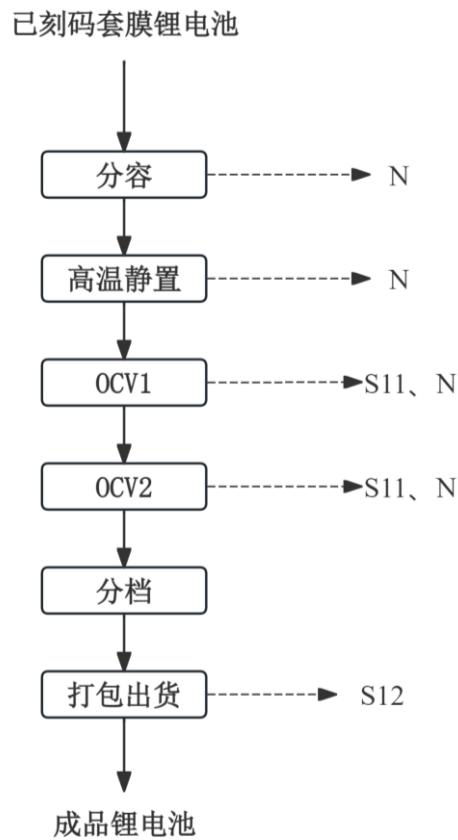 已刻码套膜锂电池
分容
N
高温静置
N
OCV1
S11、N
OCV2
S11、N
分档
打包出货
S12
成品锂电池